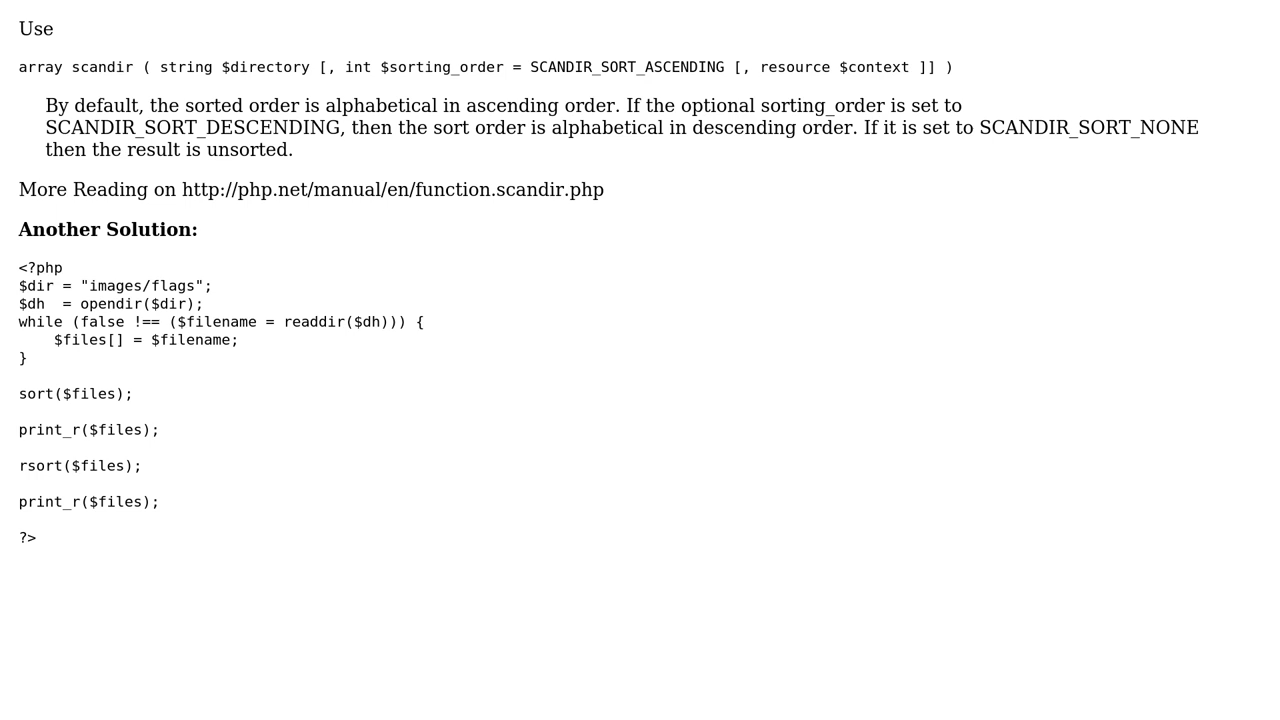 Use
array scandir ( string $directory [, int $sorting_order = SCANDIR_SORT_ASCENDING [, resource $context ]] )
By default, the sorted order is alphabetical in ascending order. If the optional sorting_order is set to
SCANDIR_SORT_DESCENDING, then the sort order is alphabetical in descending order. If it is set to SCANDIR_SORT_NONE
then the result is unsorted.
More Reading on http://php.net/manual/en/function.scandir.php
Another Solution:
<?php
$dir = "images/flags";
$dh  = opendir($dir);
while (false !== ($filename = readdir($dh))) {
    $files[] = $filename;
}
sort($files);
print_r($files);
rsort($files);
print_r($files);
?>